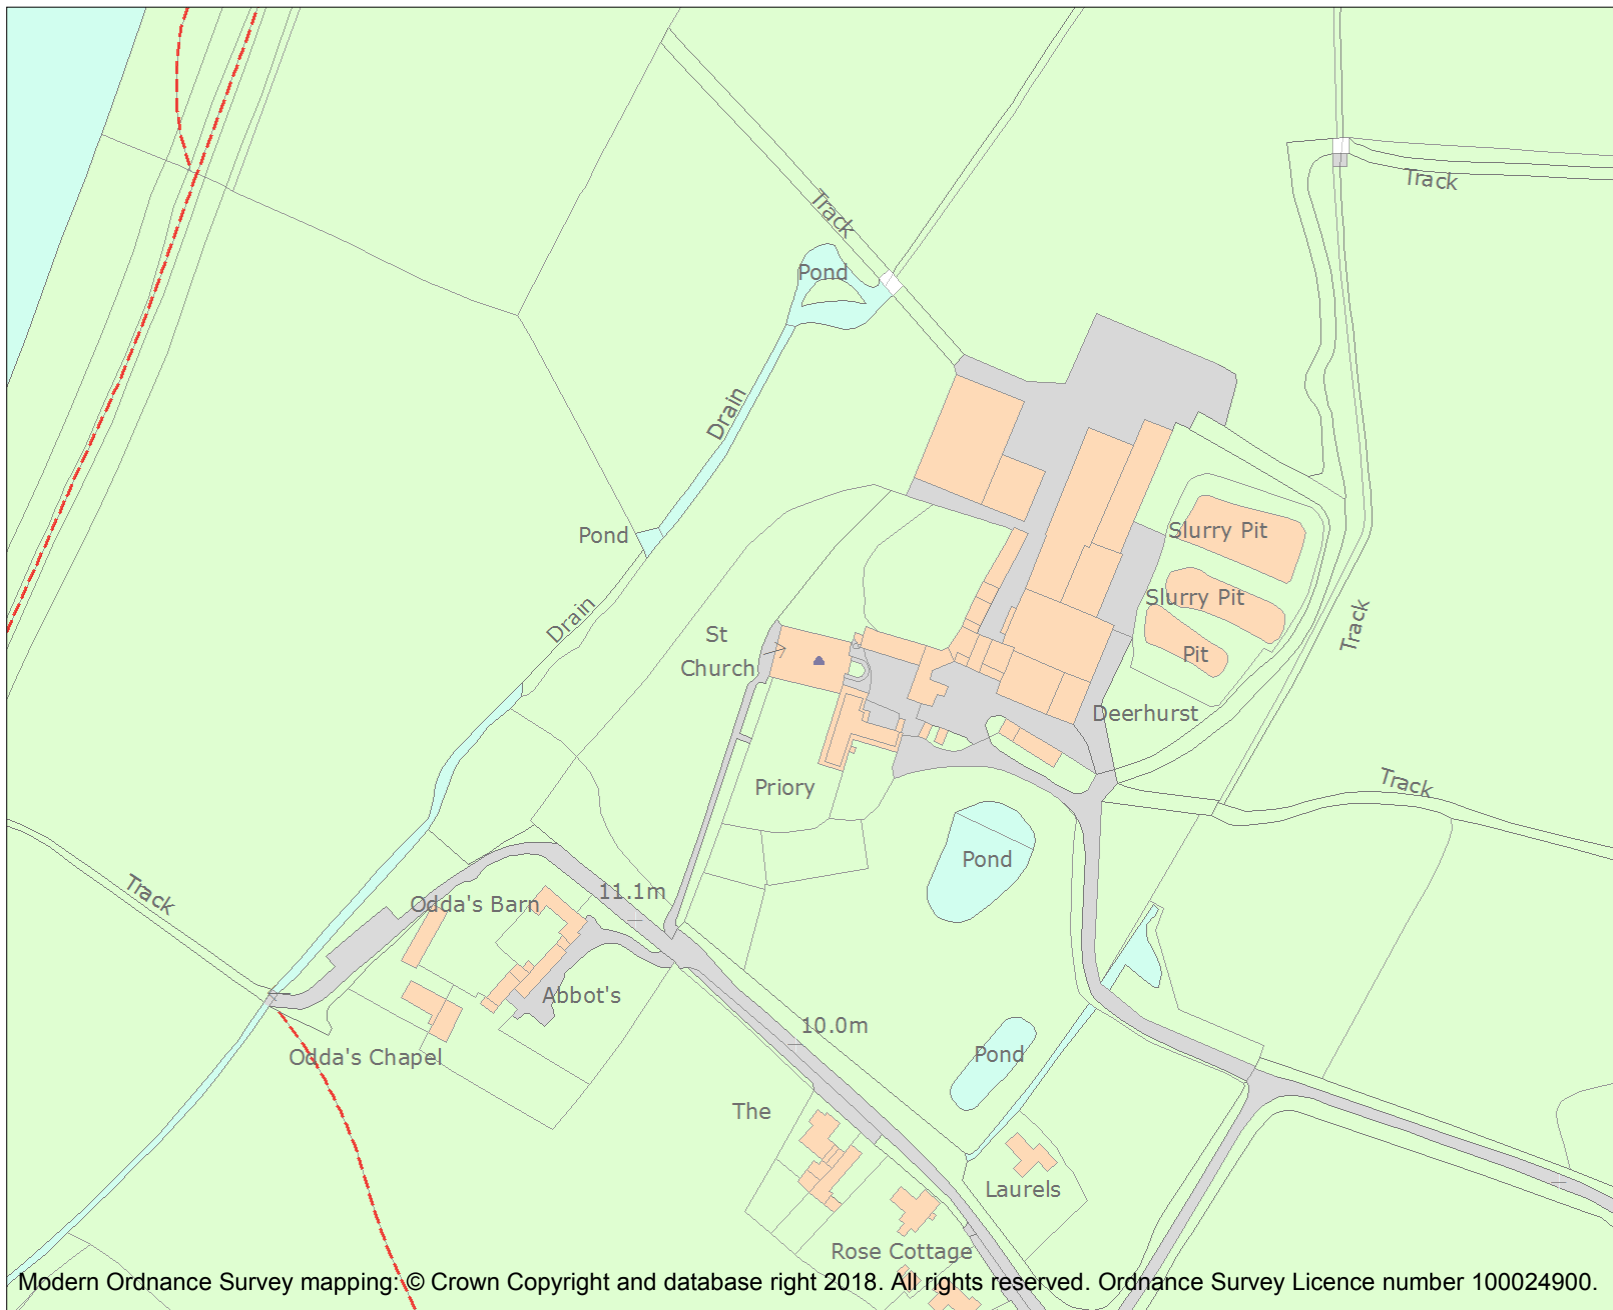 Track
Track
Pond
Drain
Pond
Slurry Pit
Slurry Pit
Drain
Track
St
Church
Pit
Deerhurst
Priory
Track
Pond
Track
11.1m
Odda's Barn
Abbot's
10.0m
Odda's Chapel
Pond
The
Laurels
Rose Cottage
Modern Ordnance Survey mapping: © Crown Copyright and database right 2018. All rights reserved. Ordnance Survey Licence number 100024900.